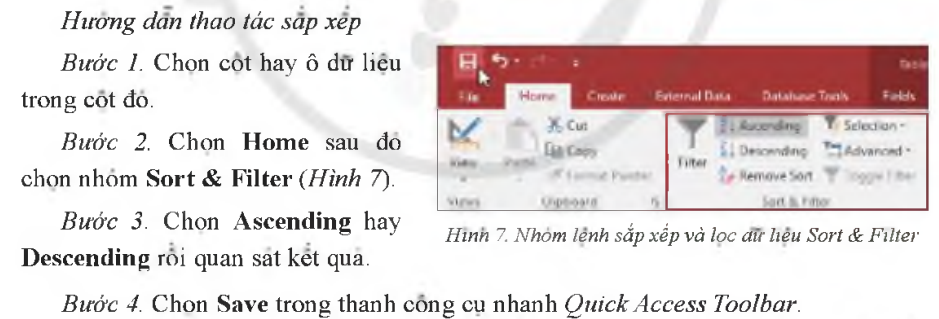 Hướng dẫn thao tác sắp xếp
Bước 1. Chọn cột hay ô dữ liệu
trong cột đó.
Bước 2. Chọn Home sau đó
chọn nhóm Sort & Filter (Hình 7).
Bước 3. Chọn Ascending hay
Descending rồi quan sát kết quả.
File Home Create External Data Database Tools Fields
View Paste Cut Copy Format Painter
Filter Ascending Descending Remove Sort Selection Advanced Toggle Filter
Views Clipboard Sort & Filter
Hình 7. Nhóm lệnh sắp xếp và lọc dữ liệu Sort & Filter
Bước 4. Chọn Save trong thanh công cụ nhanh Quick Access Toolbar.